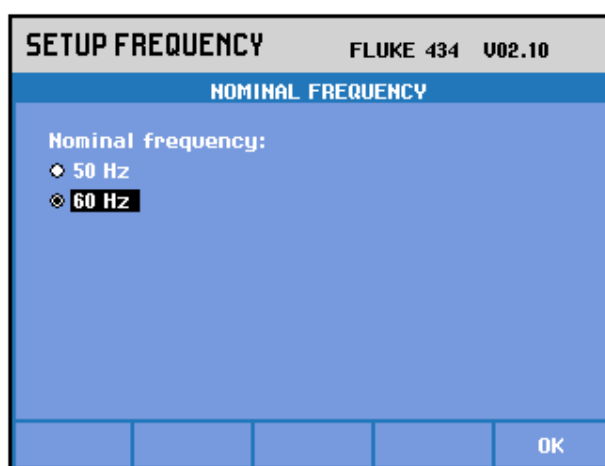 SETUP FREQUENCY FLUKE 434 V02.10
NOMINAL FREQUENCY
Nominal frequency:
50 Hz
60 Hz
OK